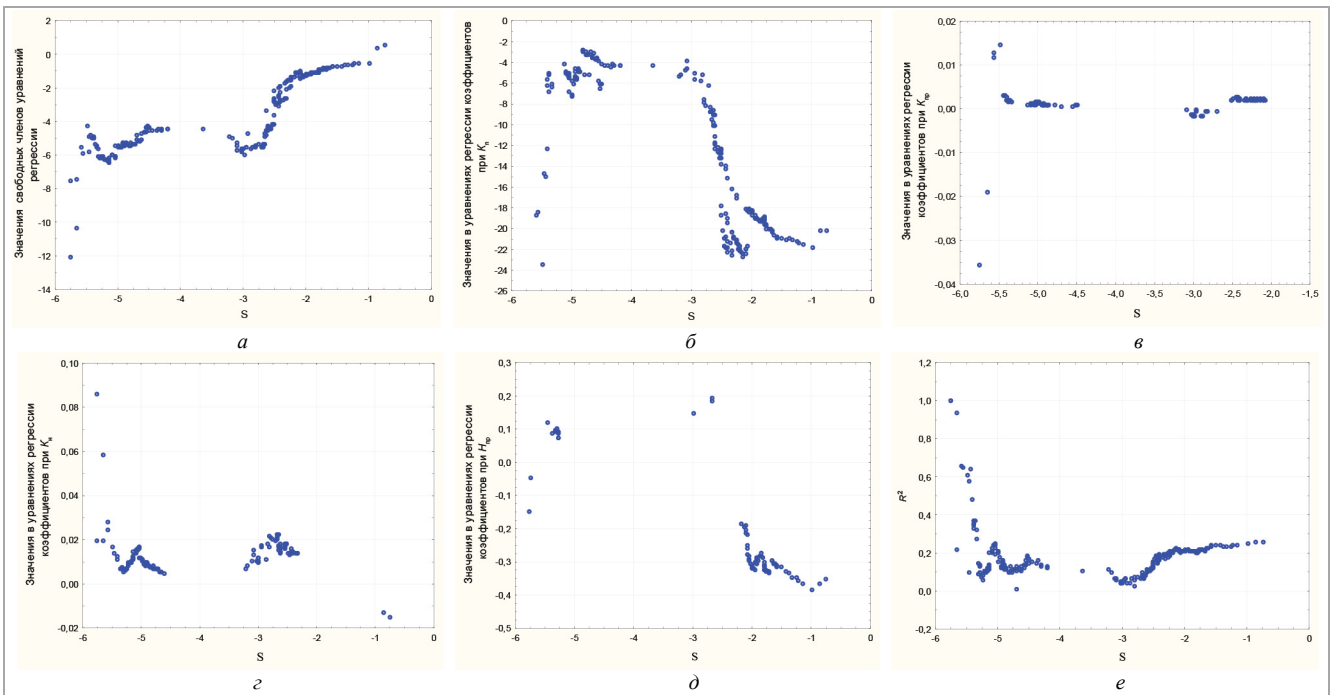 Значения свободных членов уравнений
регрессии
2
0
-2
-4
-6
-8
-10
-12
-14
-6 -5 -4 -3 -2 -1 0
S
а
Значения в уравнениях регрессии коэффициентов
при Kп
0
-2
-4
-6
-8
-10
-12
-14
-16
-18
-20
-22
-24
-26
-6 -5 -4 -3 -2 -1 0
S
б
Значения в уравнениях регрессии
коэффициентов при Kпр
0,02
0,01
0,00
-0,01
-0,02
-0,03
-0,04
-6,0 -5,5 -5,0 -4,5 -4,0 -3,5 -3,0 -2,5 -2,0 -1,5
S
в
Значения в уравнениях регрессии
коэффициентов при Kн
0,10
0,08
0,06
0,04
0,02
0,00
-0,02
-6 -5 -4 -3 -2 -1 0
S
г
Значения в уравнениях регрессии
коэффициентов при Hпр
0,3
0,2
0,1
0,0
-0,1
-0,2
-0,3
-0,4
-0,5
-6 -5 -4 -3 -2 -1 0
S
д
R²
1,2
1,0
0,8
0,6
0,4
0,2
0,0
-0,2
-6 -5 -4 -3 -2 -1 0
S
е